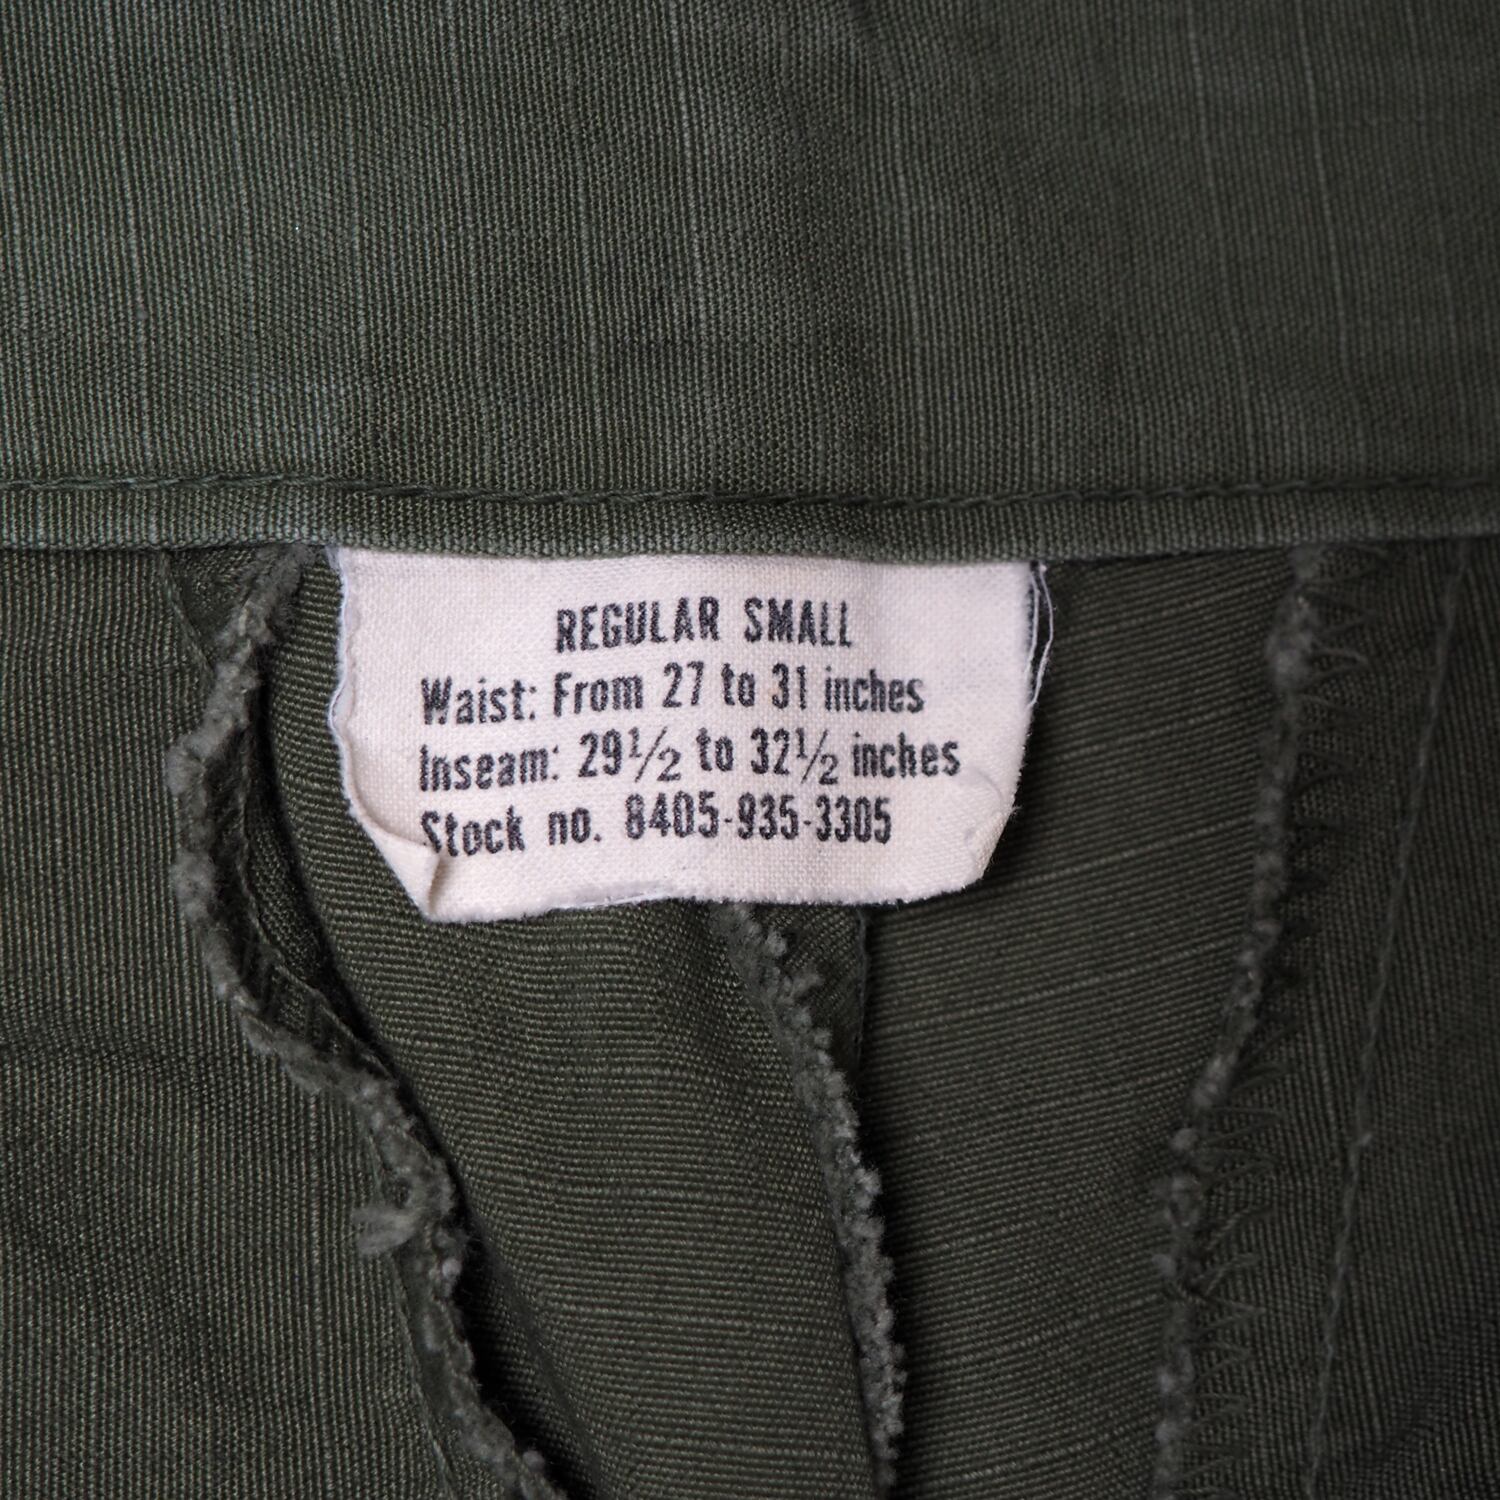 REGULAR SMALL
Waist: From 27 to 31 inches
Inseam: 29½ to 32½ inches
Stock no. 8405-935-3305